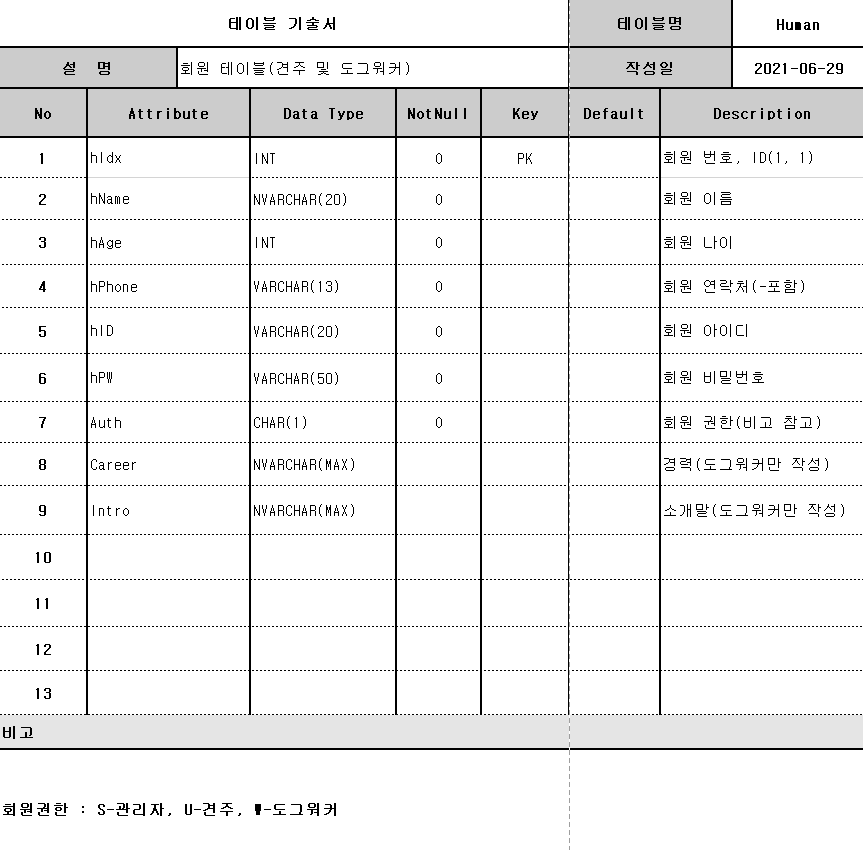 테이블 기술서 테이블명 Human
설 명 회원 테이블(견주 및 도그워커) 작성일 2021-06-29
No Attribute Data Type NotNull Key Default Description
1 hIdx INT O PK 회원 번호, ID(1, 1)
2 hName NVARCHAR(20) O 회원 이름
3 hAge INT O 회원 나이
4 hPhone VARCHAR(13) O 회원 연락처(-포함)
5 hID VARCHAR(20) O 회원 아이디
6 hPW VARCHAR(50) O 회원 비밀번호
7 Auth CHAR(1) O 회원 권한(비고 참고)
8 Career NVARCHAR(MAX) 경력(도그워커만 작성)
9 Intro NVARCHAR(MAX) 소개말(도그워커만 작성)
10
11
12
13
비고
회원권한 : S-관리자, U-견주, W-도그워커